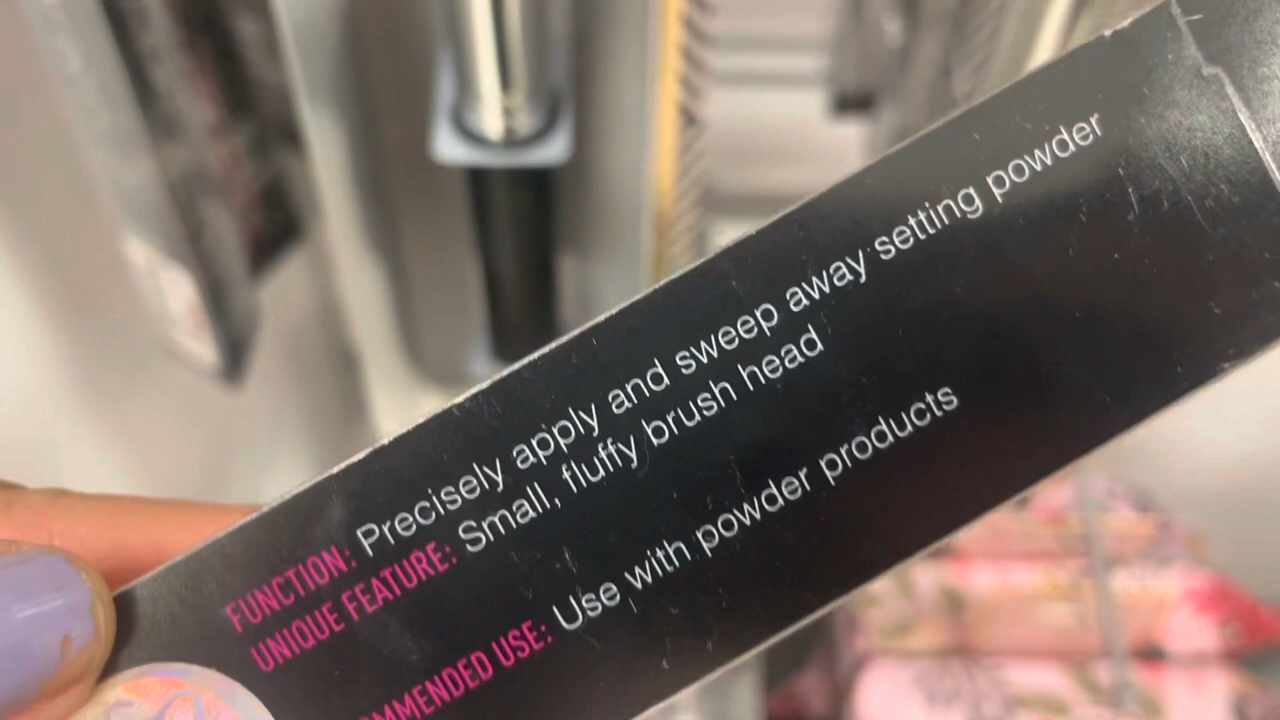 FUNCTION: Precisely apply and sweep away setting powder
UNIQUE FEATURE: Small, fluffy brush head
USE: Use with powder products